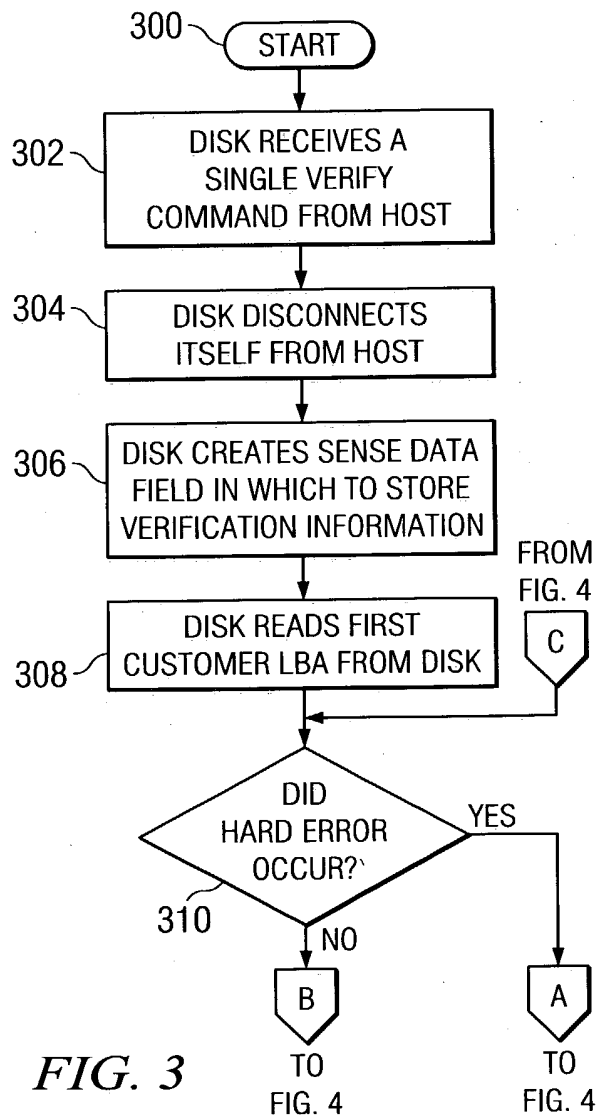 300
START
302
DISK RECEIVES A
SINGLE VERIFY
COMMAND FROM HOST
304
DISK DISCONNECTS
ITSELF FROM HOST
306
DISK CREATES SENSE DATA
FIELD IN WHICH TO STORE
VERIFICATION INFORMATION
FROM
FIG. 4
C
308
DISK READS FIRST
CUSTOMER LBA FROM DISK
DID
HARD ERROR
OCCUR?
YES
310
NO
B
A
TO
FIG. 4
TO
FIG. 4
FIG. 3